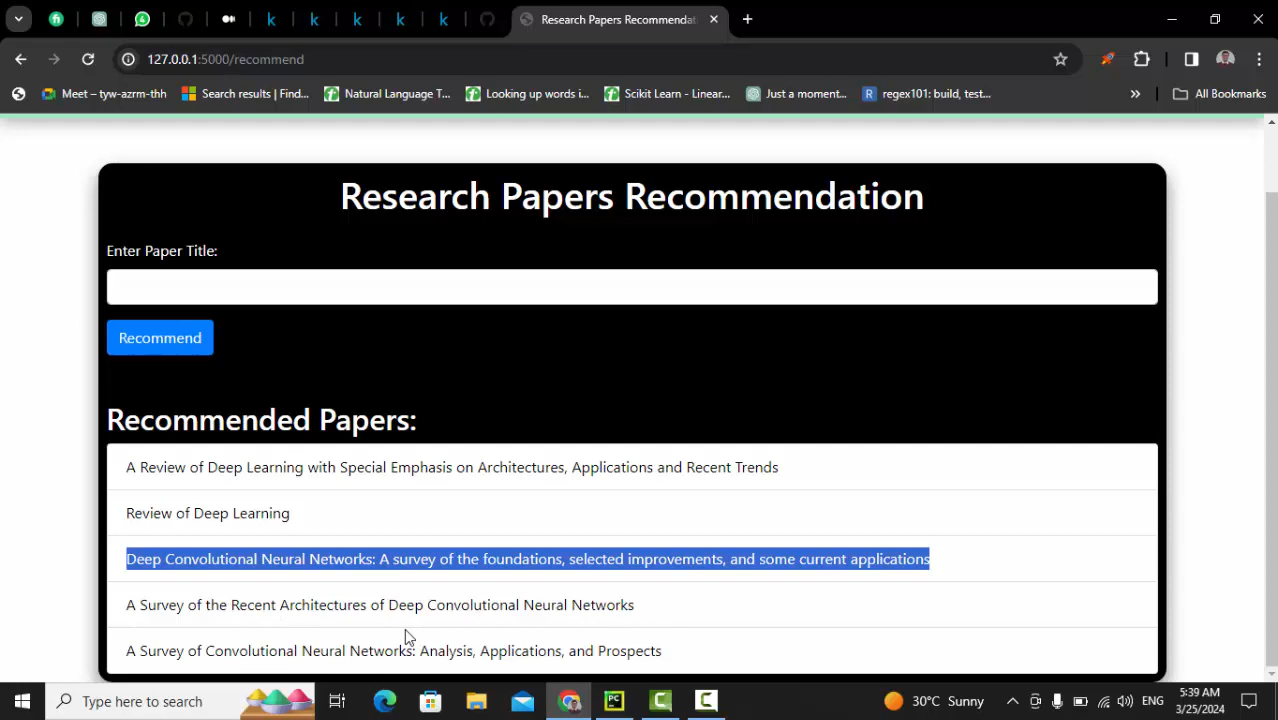 Research Papers Recommendat
127.0.0.1:5000/recommend
Meet – tyw-azrm-thh
Search results | Find...
Natural Language T...
Looking up words i...
Scikit Learn - Linear...
Just a moment...
regex101: build, test...
»
All Bookmarks
Research Papers Recommendation
Enter Paper Title:
Recommend
Recommended Papers:
A Review of Deep Learning with Special Emphasis on Architectures, Applications and Recent Trends
Review of Deep Learning
Deep Convolutional Neural Networks: A survey of the foundations, selected improvements, and some current applications
A Survey of the Recent Architectures of Deep Convolutional Neural Networks
A Survey of Convolutional Neural Networks: Analysis, Applications, and Prospects
Type here to search
30°C Sunny
ENG
5:39 AM
3/25/2024